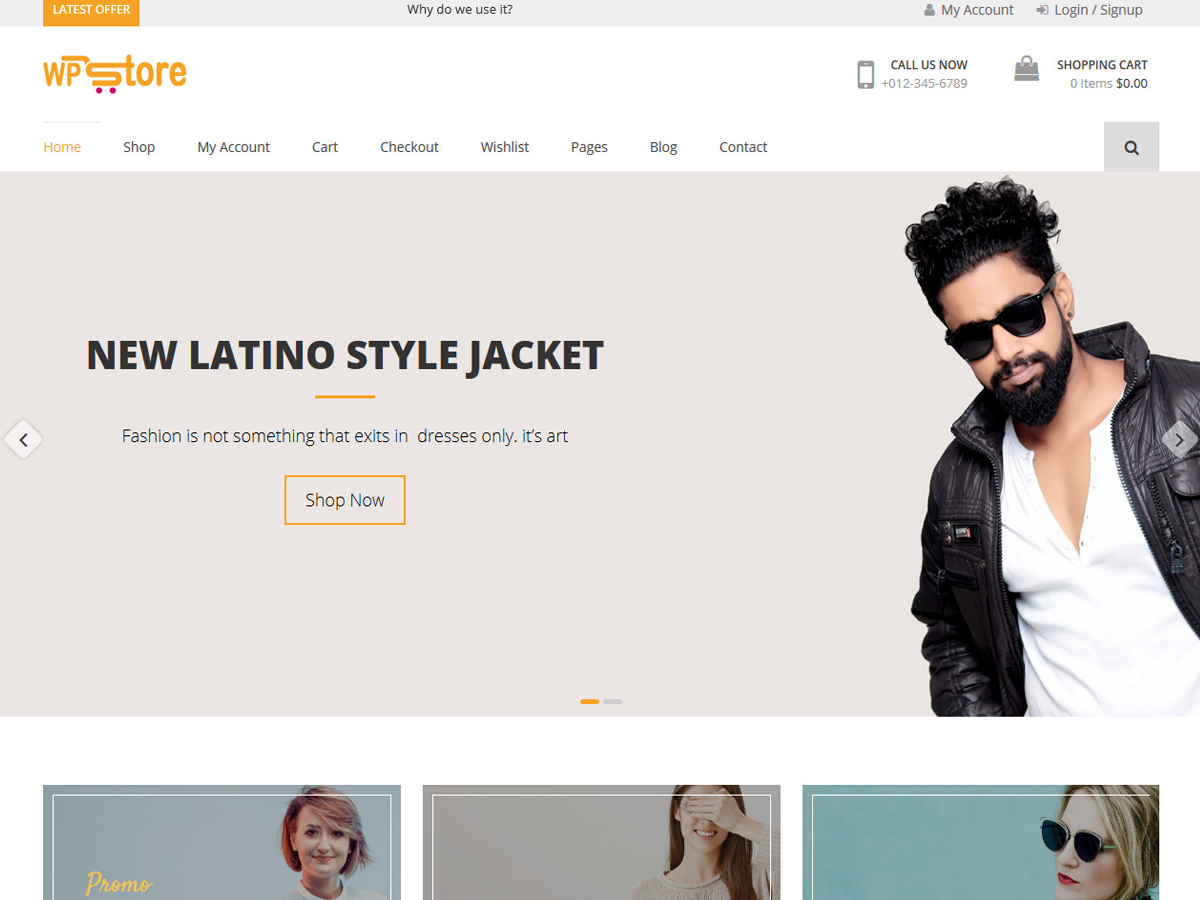 LATEST OFFER
Why do we use it?
My Account
Login / Signup
WP Store
CALL US NOW
+012-345-6789
SHOPPING CART
0 Items $0.00
Home
Shop
My Account
Cart
Checkout
Wishlist
Pages
Blog
Contact
NEW LATINO STYLE JACKET
Fashion is not something that exits in dresses only. it’s art
Shop Now
Promo